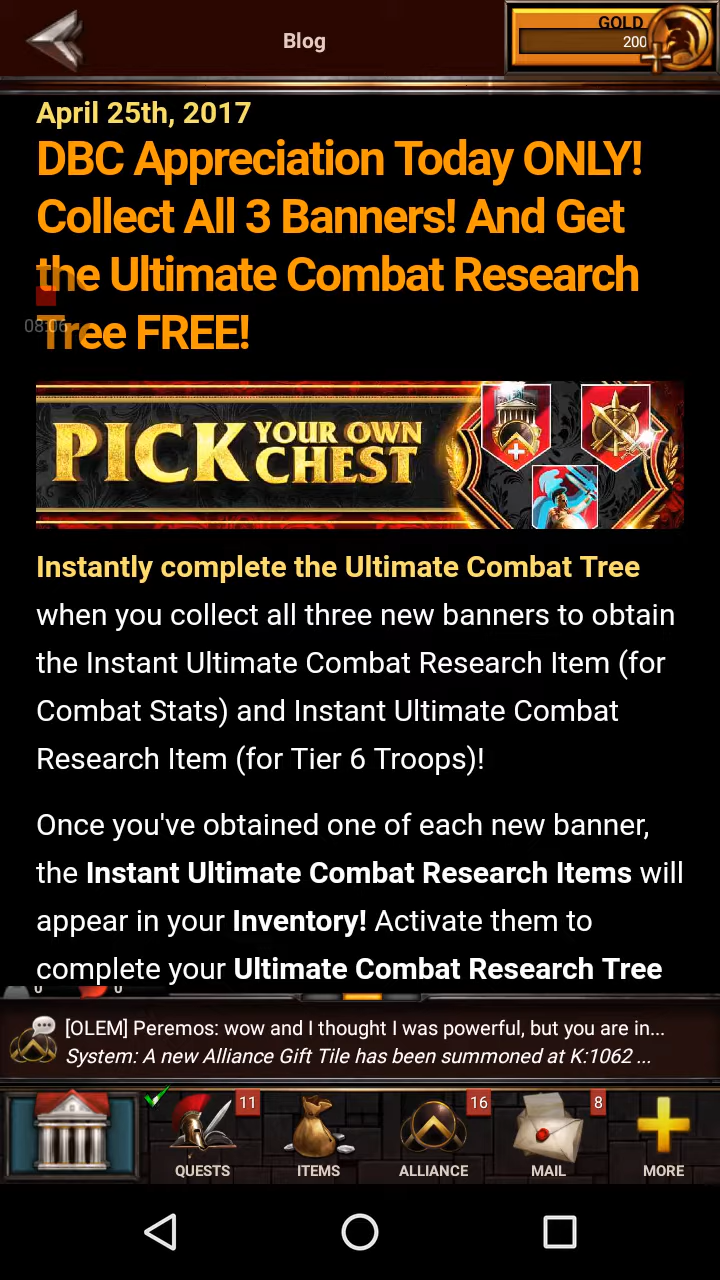 Blog
GOLD
200
April 25th, 2017
DBC Appreciation Today ONLY!
Collect All 3 Banners! And Get
the Ultimate Combat Research
Tree FREE!
08:06
PICK YOUR OWN CHEST
Instantly complete the Ultimate Combat Tree
when you collect all three new banners to obtain
the Instant Ultimate Combat Research Item (for
Combat Stats) and Instant Ultimate Combat
Research Item (for Tier 6 Troops)!
Once you've obtained one of each new banner,
the Instant Ultimate Combat Research Items will
appear in your Inventory! Activate them to
complete your Ultimate Combat Research Tree
0 0
[OLEM] Peremos: wow and I thought I was powerful, but you are in...
System: A new Alliance Gift Tile has been summoned at K:1062 ...
11 16 8
QUESTS ITEMS ALLIANCE MAIL MORE